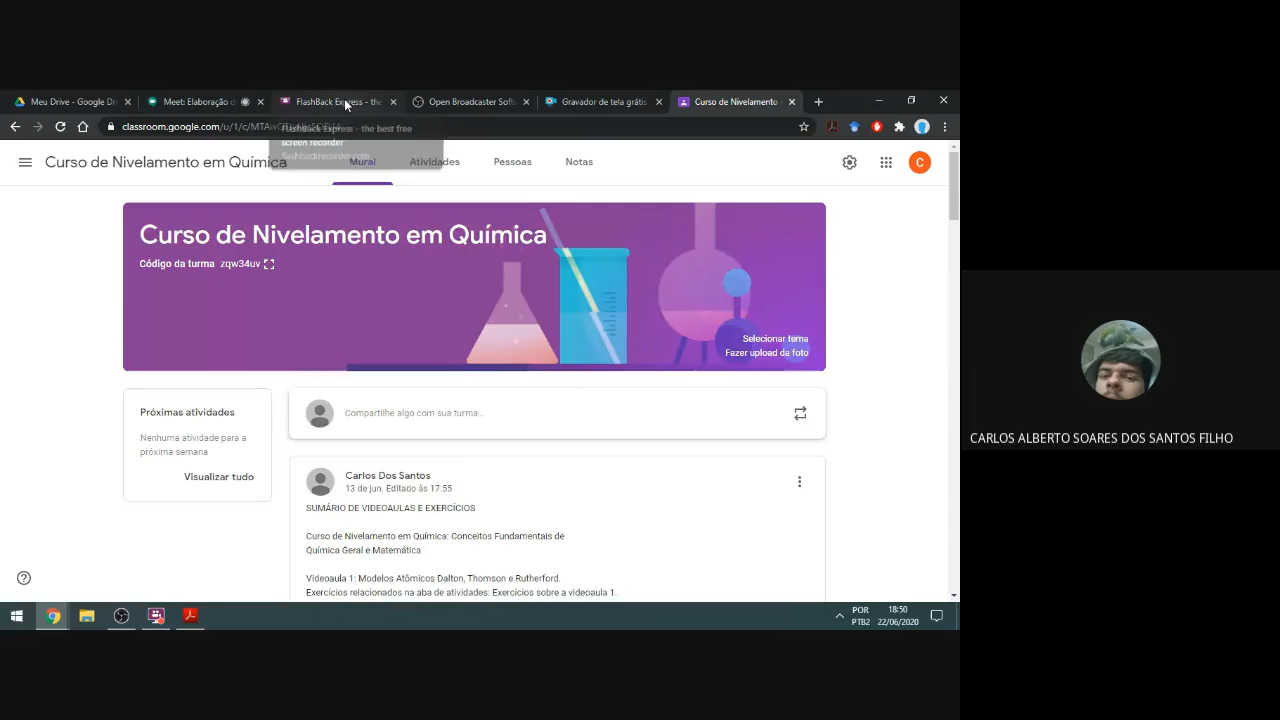 Meu Drive - Google Dri
Meet: Elaboração d
FlashBack Express - the
Open Broadcaster Soft
Gravador de tela grátis
Curso de Nivelamento
classroom.google.com/u/1/c/
FlashBack Express - the best free
screen recorder
flashbackrecorder.com
Curso de Nivelamento em Química
Mural
Atividades
Pessoas
Notas
C
Curso de Nivelamento em Química
Código da turma zqw34uv
Selecionar tema
Fazer upload da foto
Próximas atividades
Nenhuma atividade para a
próxima semana
Visualizar tudo
Compartilhe algo com sua turma...
Carlos Dos Santos
13 de jun. Editado às 17:55
SUMÁRIO DE VIDEOAULAS E EXERCÍCIOS
Curso de Nivelamento em Química: Conceitos Fundamentais de
Química Geral e Matemática
Videoaula 1: Modelos Atômicos Dalton, Thomson e Rutherford.
Exercícios relacionados na aba de atividades: Exercícios sobre a videoaula 1.
CARLOS ALBERTO SOARES DOS SANTOS FILHO
POR
PTB2
18:50
22/06/2020